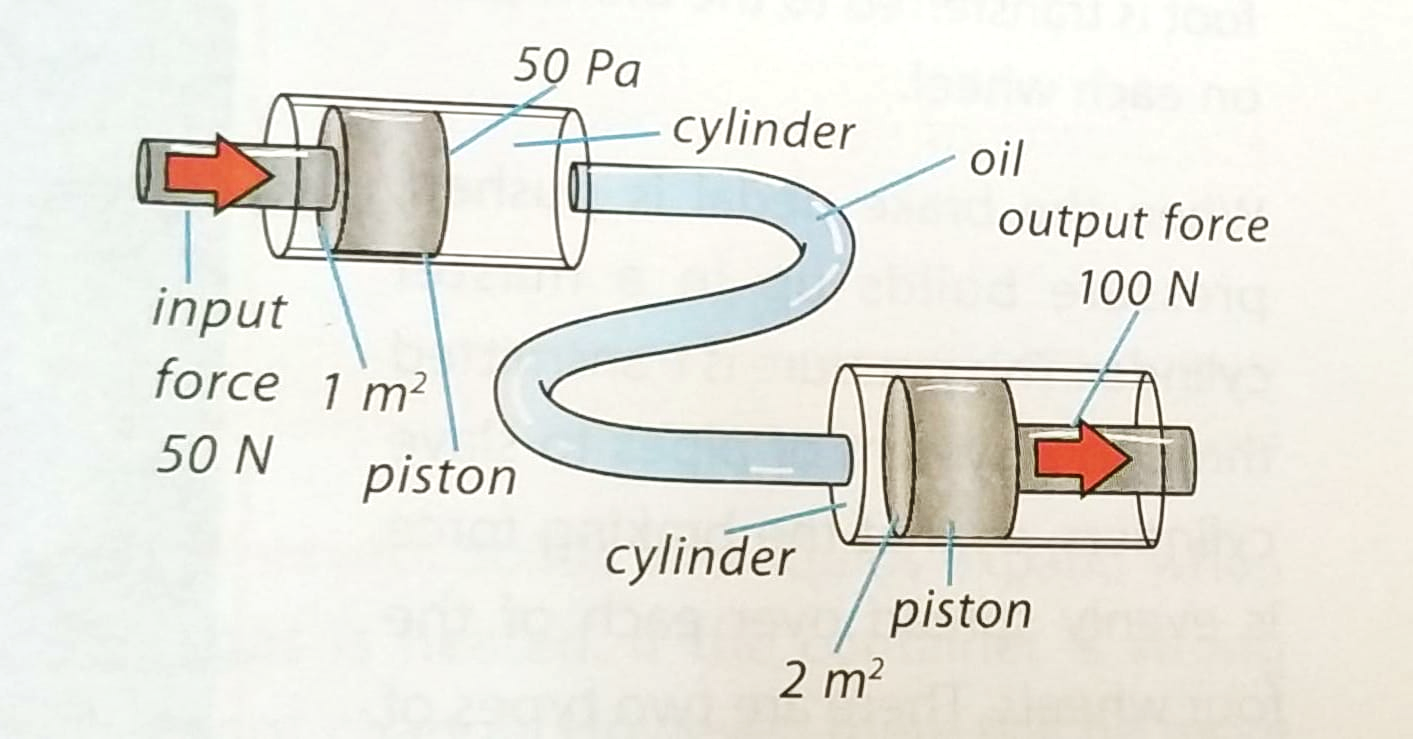 50 Pa
cylinder
oil
output force
100 N
input
force
50 N
1 m²
piston
cylinder
piston
2 m²